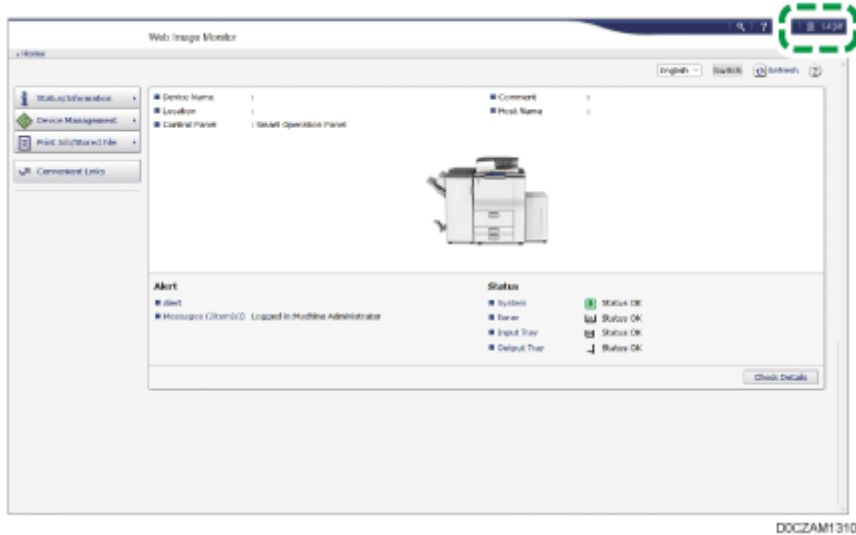 Login
Web Image Monitor
Home
English Switch Refresh
Status/Information
Device Management
Print Job/Stored File
Convenient Links
Device Name :
Location :
Control Panel : Smart Operation Panel
Comment :
Host Name :
Alert
Alert
Messages (2item(s)) Logged in:Machine Administrator
Status
System Status OK
Toner Status OK
Input Tray Status OK
Output Tray Status OK
Check Details
D0CZAM1310